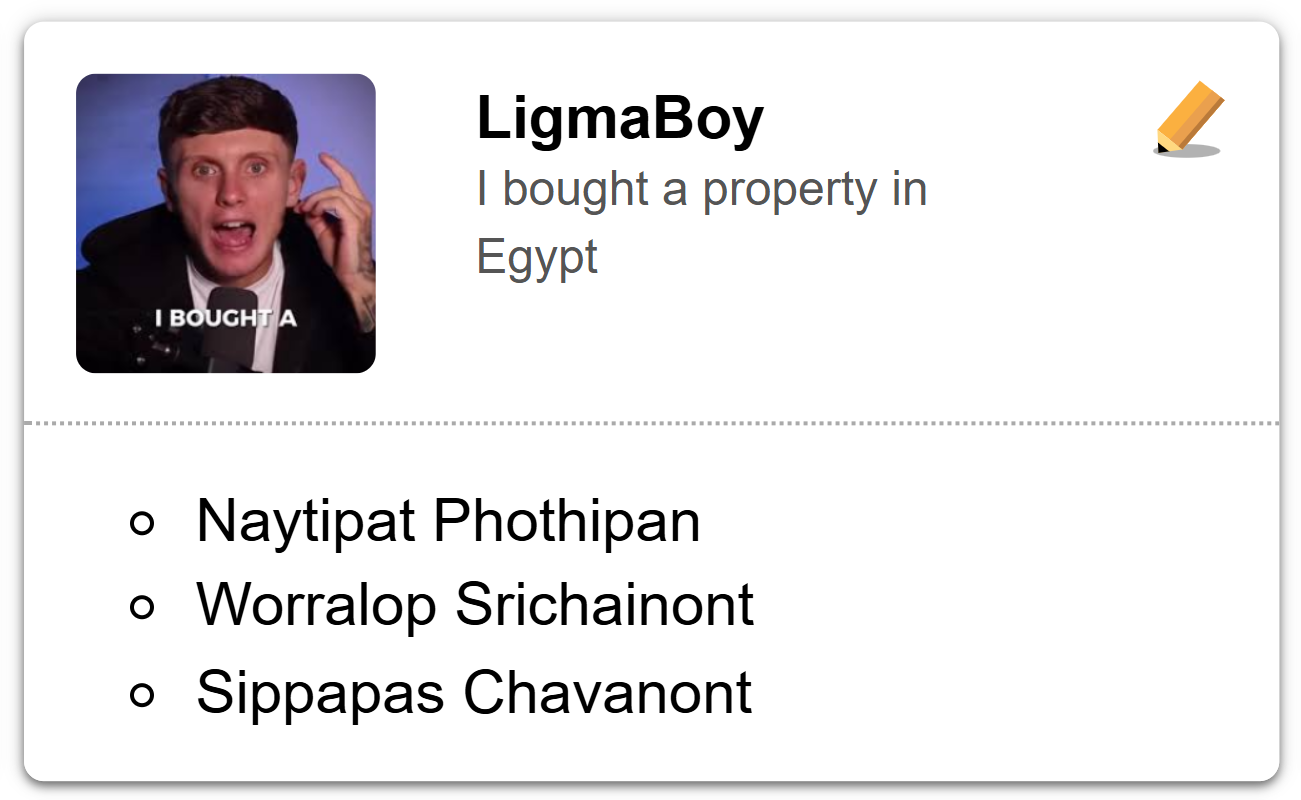 LigmaBoy
I bought a property in
Egypt
I BOUGHT A
Naytipat Phothipan
Worralop Srichainont
Sippapas Chavanont